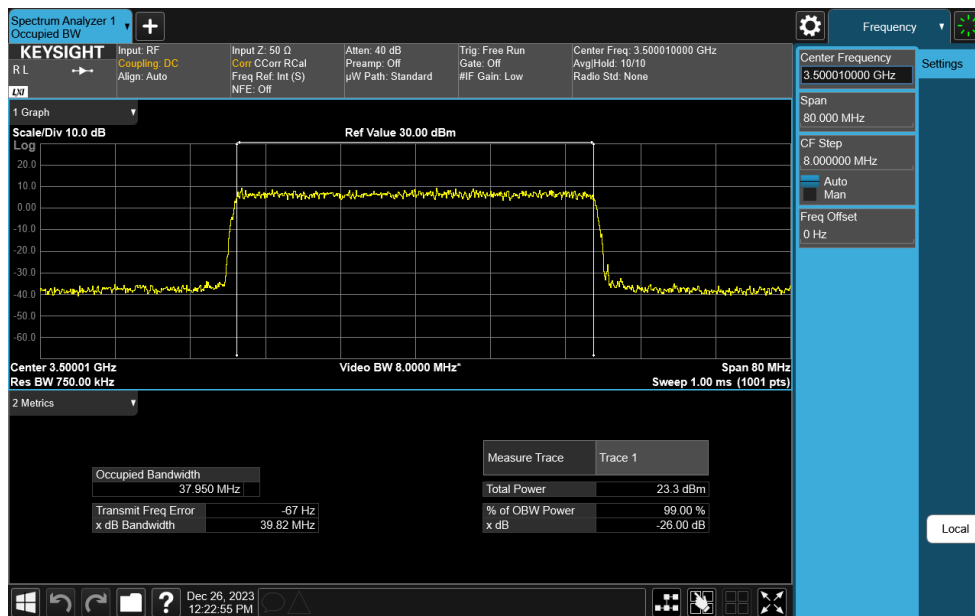 Spectrum Analyzer 1
Occupied BW
Frequency
KEYSIGHT
R L
LXI
Input: RF
Coupling: DC
Align: Auto
Input Z: 50 Ω
Corr CCorr RCal
Freq Ref: Int (S)
NFE: Off
Atten: 40 dB
Preamp: Off
µW Path: Standard
Trig: Free Run
Gate: Off
#IF Gain: Low
Center Freq: 3.500010000 GHz
Avg|Hold: 10/10
Radio Std: None
Center Frequency
3.500010000 GHz
Settings
Span
80.000 MHz
CF Step
8.000000 MHz
Auto
Man
Freq Offset
0 Hz
Local
1 Graph
Scale/Div 10.0 dB
Ref Value 30.00 dBm
Log
20.0
10.0
0.00
-10.0
-20.0
-30.0
-40.0
-50.0
-60.0
Center 3.50001 GHz
Video BW 8.0000 MHz*
Span 80 MHz
Res BW 750.00 kHz
Sweep 1.00 ms (1001 pts)
2 Metrics
Measure Trace Trace 1
Occupied Bandwidth
37.950 MHz
Total Power 23.3 dBm
Transmit Freq Error -67 Hz
% of OBW Power 99.00 %
x dB Bandwidth 39.82 MHz
x dB -26.00 dB
?
Dec 26, 2023
12:22:55 PM